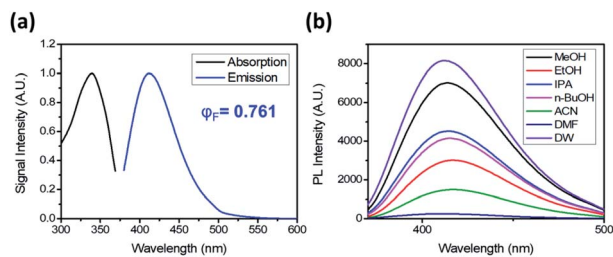 (a)
Signal Intensity (A.U.)
1.2
1.0
0.8
0.6
0.4
0.2
0.0
Absorption
Emission
φF= 0.761
300 350 400 450 500 550 600
Wavelength (nm)
(b)
PL Intensity (A.U.)
8000
6000
4000
2000
0
MeOH
EtOH
IPA
n-BuOH
ACN
DMF
DW
400 500
Wavelength (nm)